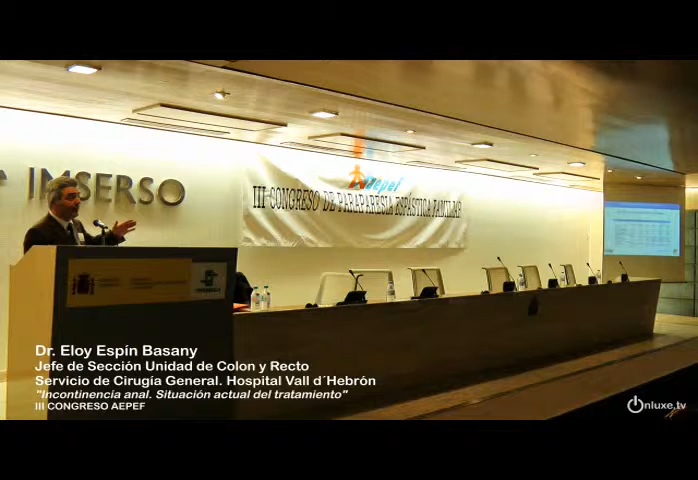 IMSERSO
aepef
III CONGRESO DE PARAPARESIA ESPÁSTICA FAMILIAR
Dr. Eloy Espín Basany
Jefe de Sección Unidad de Colon y Recto
Servicio de Cirugía General. Hospital Vall d´Hebrón
"Incontinencia anal. Situación actual del tratamiento"
III CONGRESO AEPEF
onluxe.tv